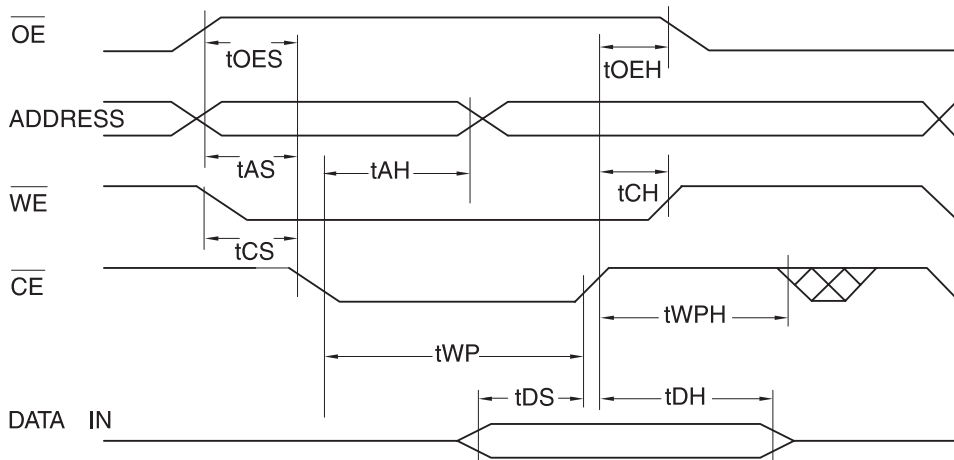 OE
tOES
tOEH
ADDRESS
tAS
tAH
tCH
WE
tCS
CE
tWPH
tWP
tDS
tDH
DATA IN